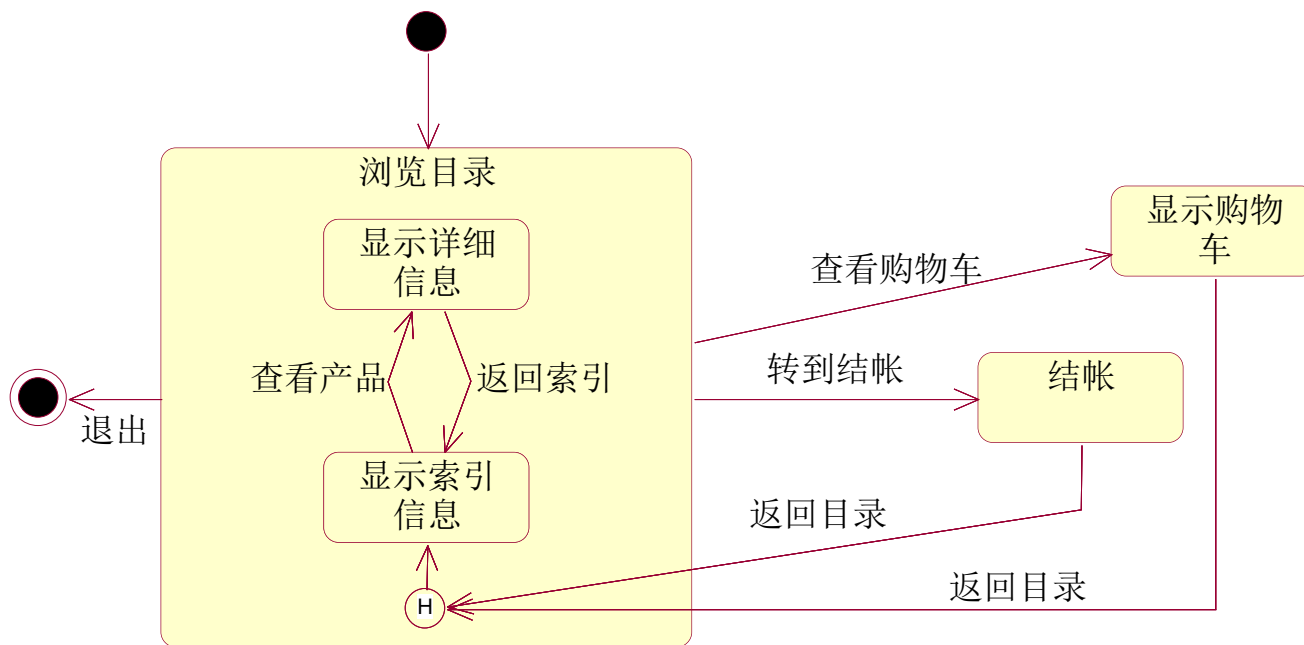 浏览目录
显示详细
信息
显示购物
车
查看购物车
查看产品
返回索引
转到结帐
结帐
退出
显示索引
信息
返回目录
返回目录
H